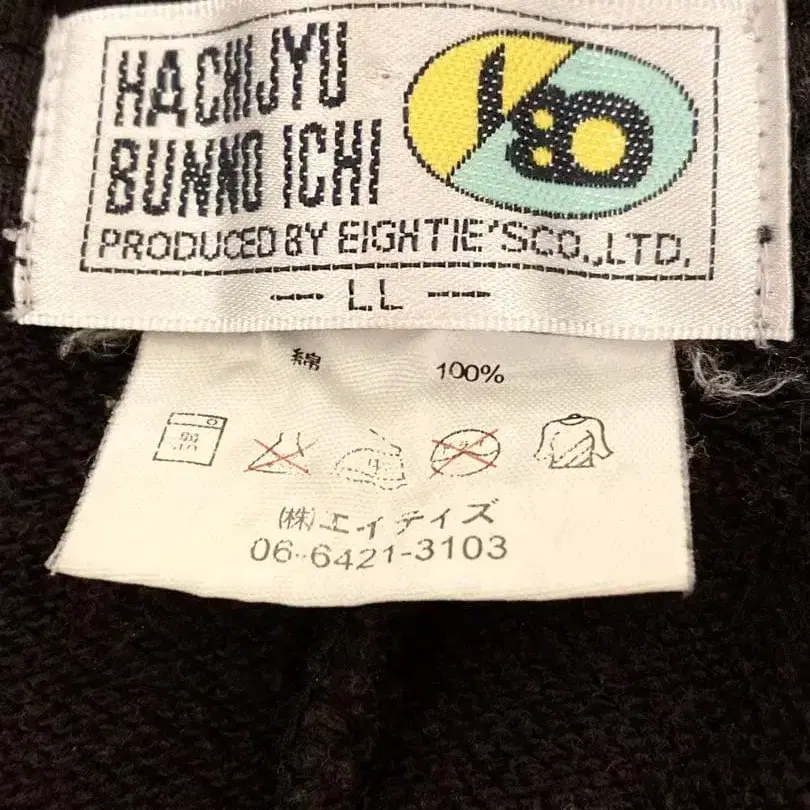 HACHIJYU
BUNNO ICHI
1/80
PRODUCED BY EIGHTIE'S CO.,LTD.
— LL —
綿 100%
(株)エイティズ
06-6421-3103